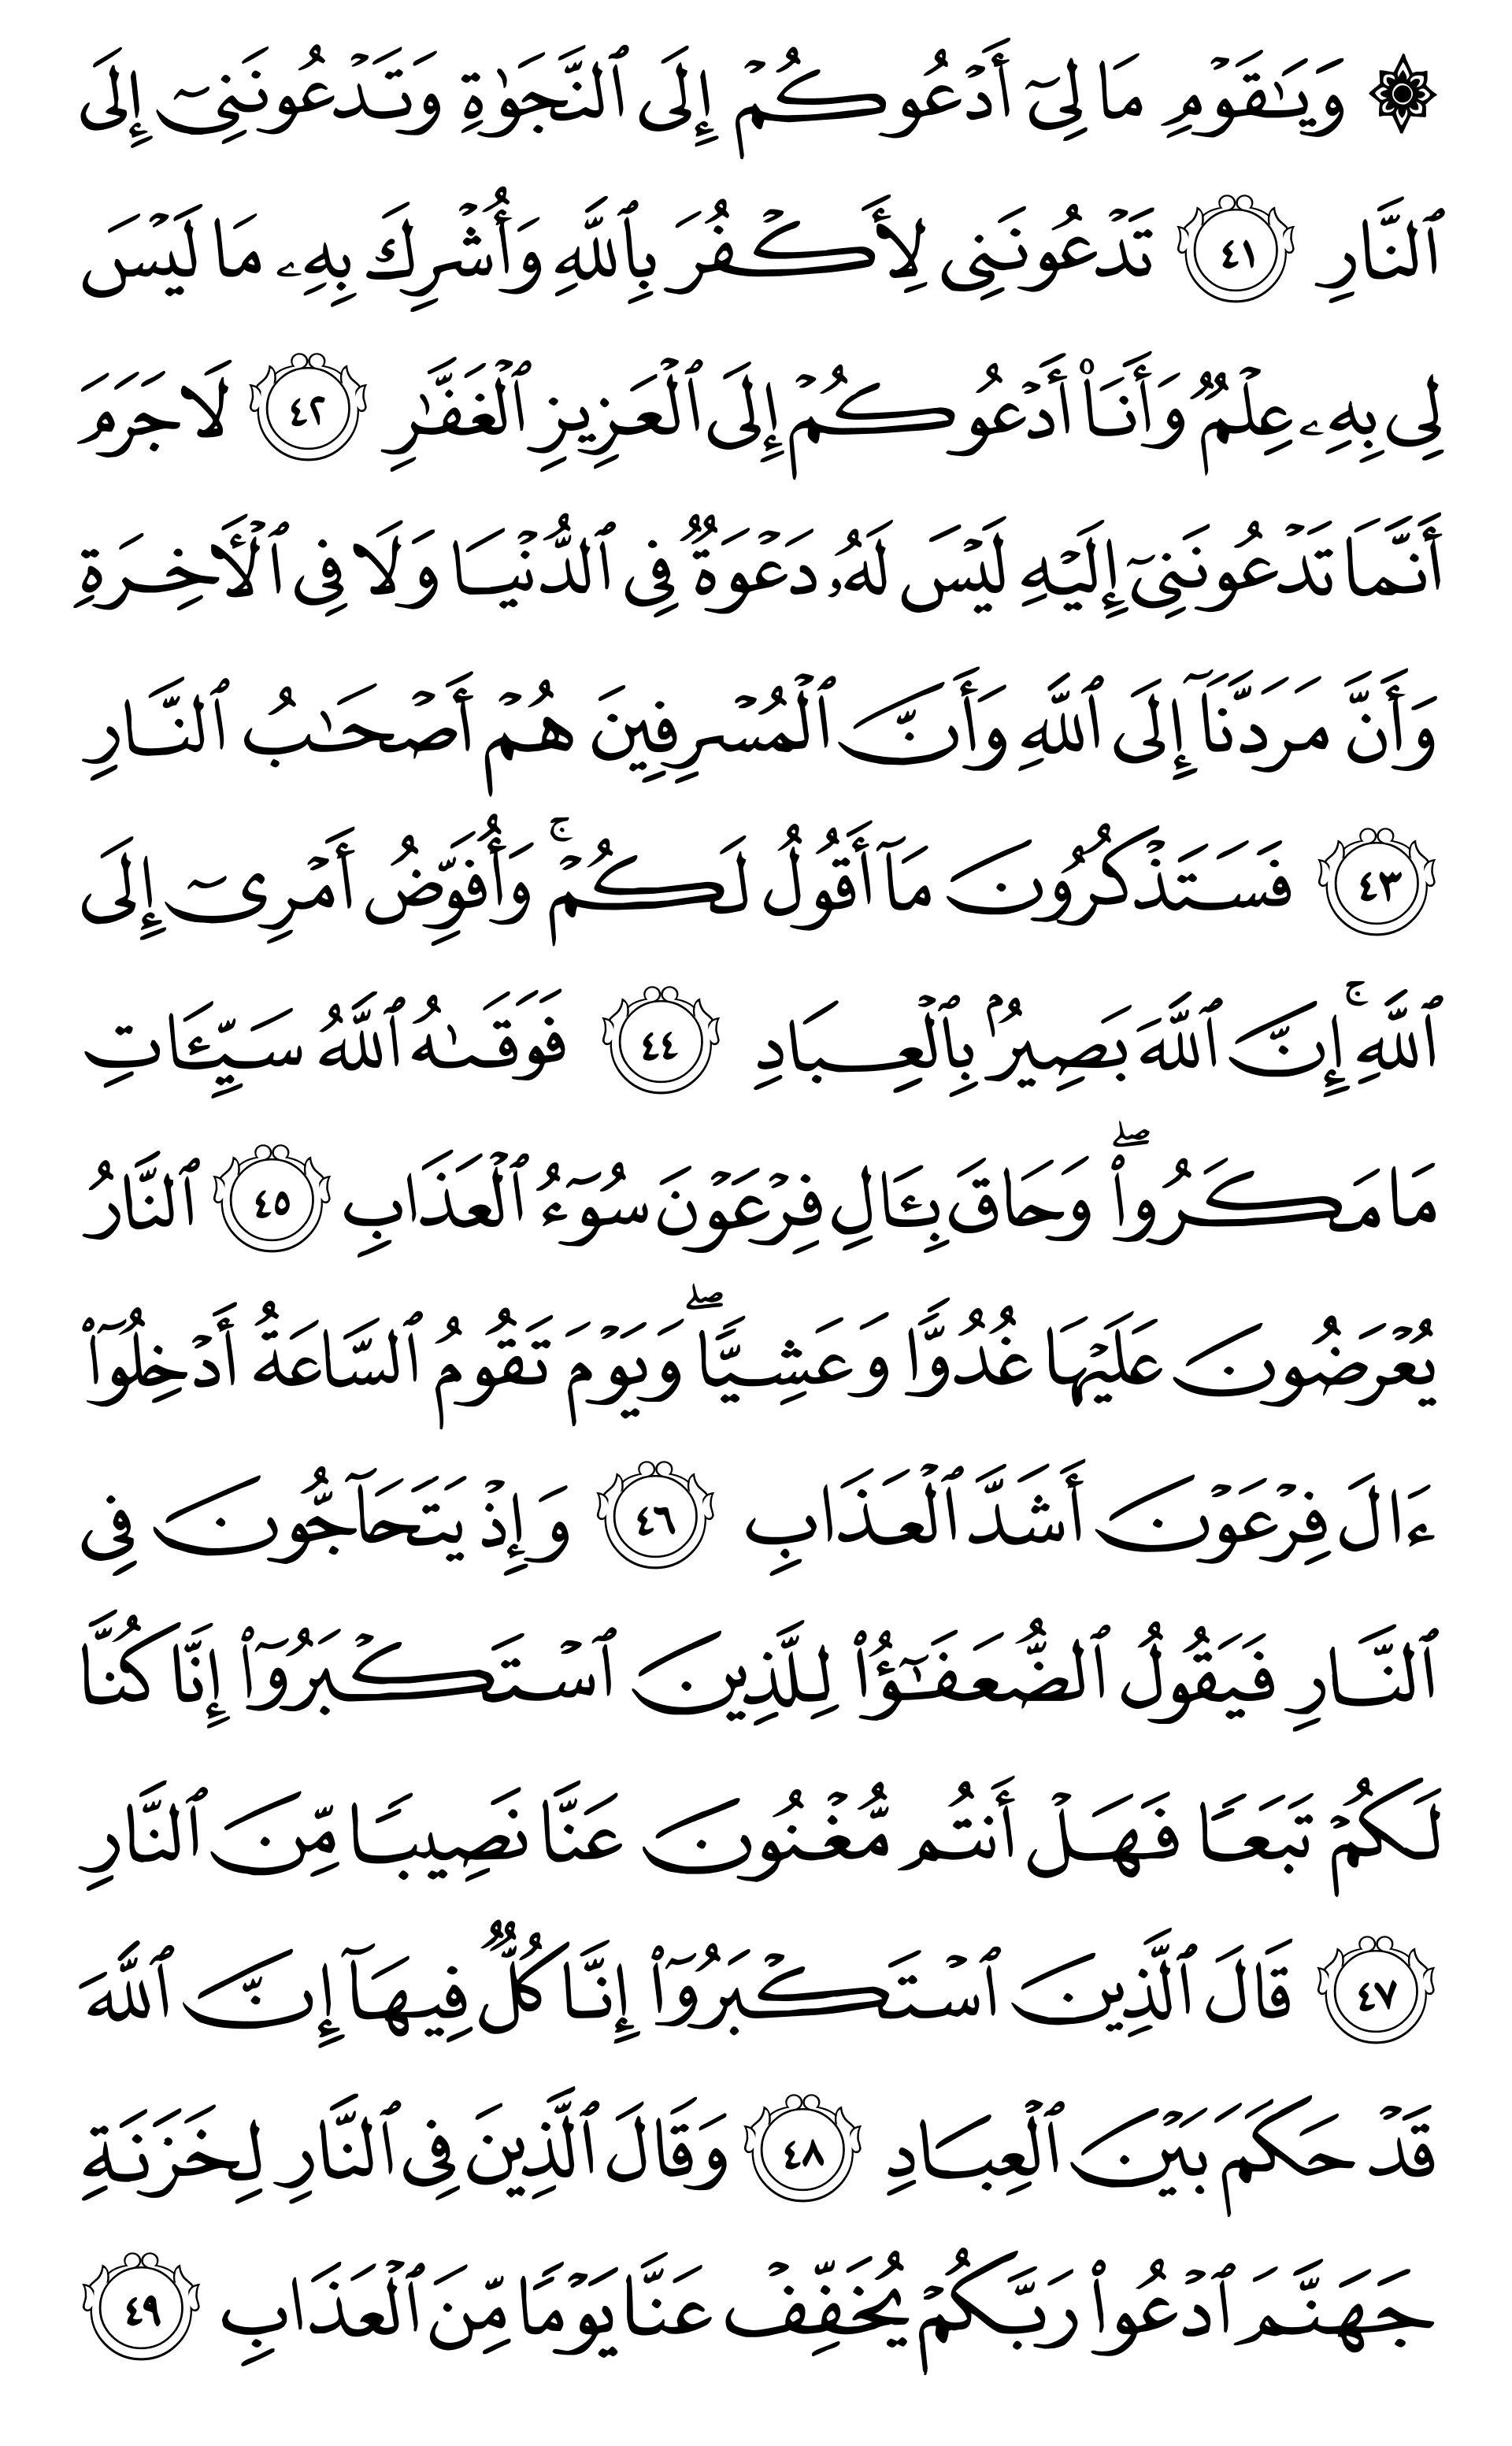 ۞ وَيَٰقَوۡمِ مَا لِيٓ أَدۡعُوكُمۡ إِلَى ٱلنَّجَوٰةِ وَتَدۡعُونَنِيٓ إِلَى
ٱلنَّارِ ٤١ تَدۡعُونَنِي لِأَكۡفُرَ بِٱللَّهِ وَأُشۡرِكَ بِهِۦ مَا لَيۡسَ
لِي بِهِۦ عِلۡمٞ وَأَنَا۠ أَدۡعُوكُمۡ إِلَى ٱلۡعَزِيزِ ٱلۡغَفَّٰرِ ٤٢ لَا جَرَمَ
أَنَّمَا تَدۡعُونَنِيٓ إِلَيۡهِ لَيۡسَ لَهُۥ دَعۡوَةٞ فِي ٱلدُّنۡيَا وَلَا فِي ٱلۡأٓخِرَةِ
وَأَنَّ مَرَدَّنَآ إِلَى ٱللَّهِ وَأَنَّ ٱلۡمُسۡرِفِينَ هُمۡ أَصۡحَٰبُ ٱلنَّارِ
٤٣ فَسَتَذۡكُرُونَ مَآ أَقُولُ لَكُمۡۚ وَأُفَوِّضُ أَمۡرِيٓ إِلَى
ٱللَّهِۚ إِنَّ ٱللَّهَ بَصِيرُۢ بِٱلۡعِبَادِ ٤٤ فَوَقَىٰهُ ٱللَّهُ سَيِّـَٔاتِ
مَا مَكَرُواْۖ وَحَاقَ بِـَٔالِ فِرۡعَوۡنَ سُوٓءُ ٱلۡعَذَابِ ٤٥ ٱلنَّارُ
يُعۡرَضُونَ عَلَيۡهَا غُدُوّٗا وَعَشِيّٗاۖ وَيَوۡمَ تَقُومُ ٱلسَّاعَةُ أَدۡخِلُوٓاْ
ءَالَ فِرۡعَوۡنَ أَشَدَّ ٱلۡعَذَابِ ٤٦ وَإِذۡ يَتَحَآجُّونَ فِي
ٱلنَّارِ فَيَقُولُ ٱلضُّعَفَٰٓؤُاْ لِلَّذِينَ ٱسۡتَكۡبَرُوٓاْ إِنَّا كُنَّا
لَكُمۡ تَبَعٗا فَهَلۡ أَنتُم مُّغۡنُونَ عَنَّا نَصِيبٗا مِّنَ ٱلنَّارِ
٤٧ قَالَ ٱلَّذِينَ ٱسۡتَكۡبَرُوٓاْ إِنَّا كُلّٞ فِيهَآ إِنَّ ٱللَّهَ
قَدۡ حَكَمَ بَيۡنَ ٱلۡعِبَادِ ٤٨ وَقَالَ ٱلَّذِينَ فِي ٱلنَّارِ لِخَزَنَةِ
جَهَنَّمَ ٱدۡعُواْ رَبَّكُمۡ يُخَفِّفۡ عَنَّا يَوۡمٗا مِّنَ ٱلۡعَذَابِ ٤٩